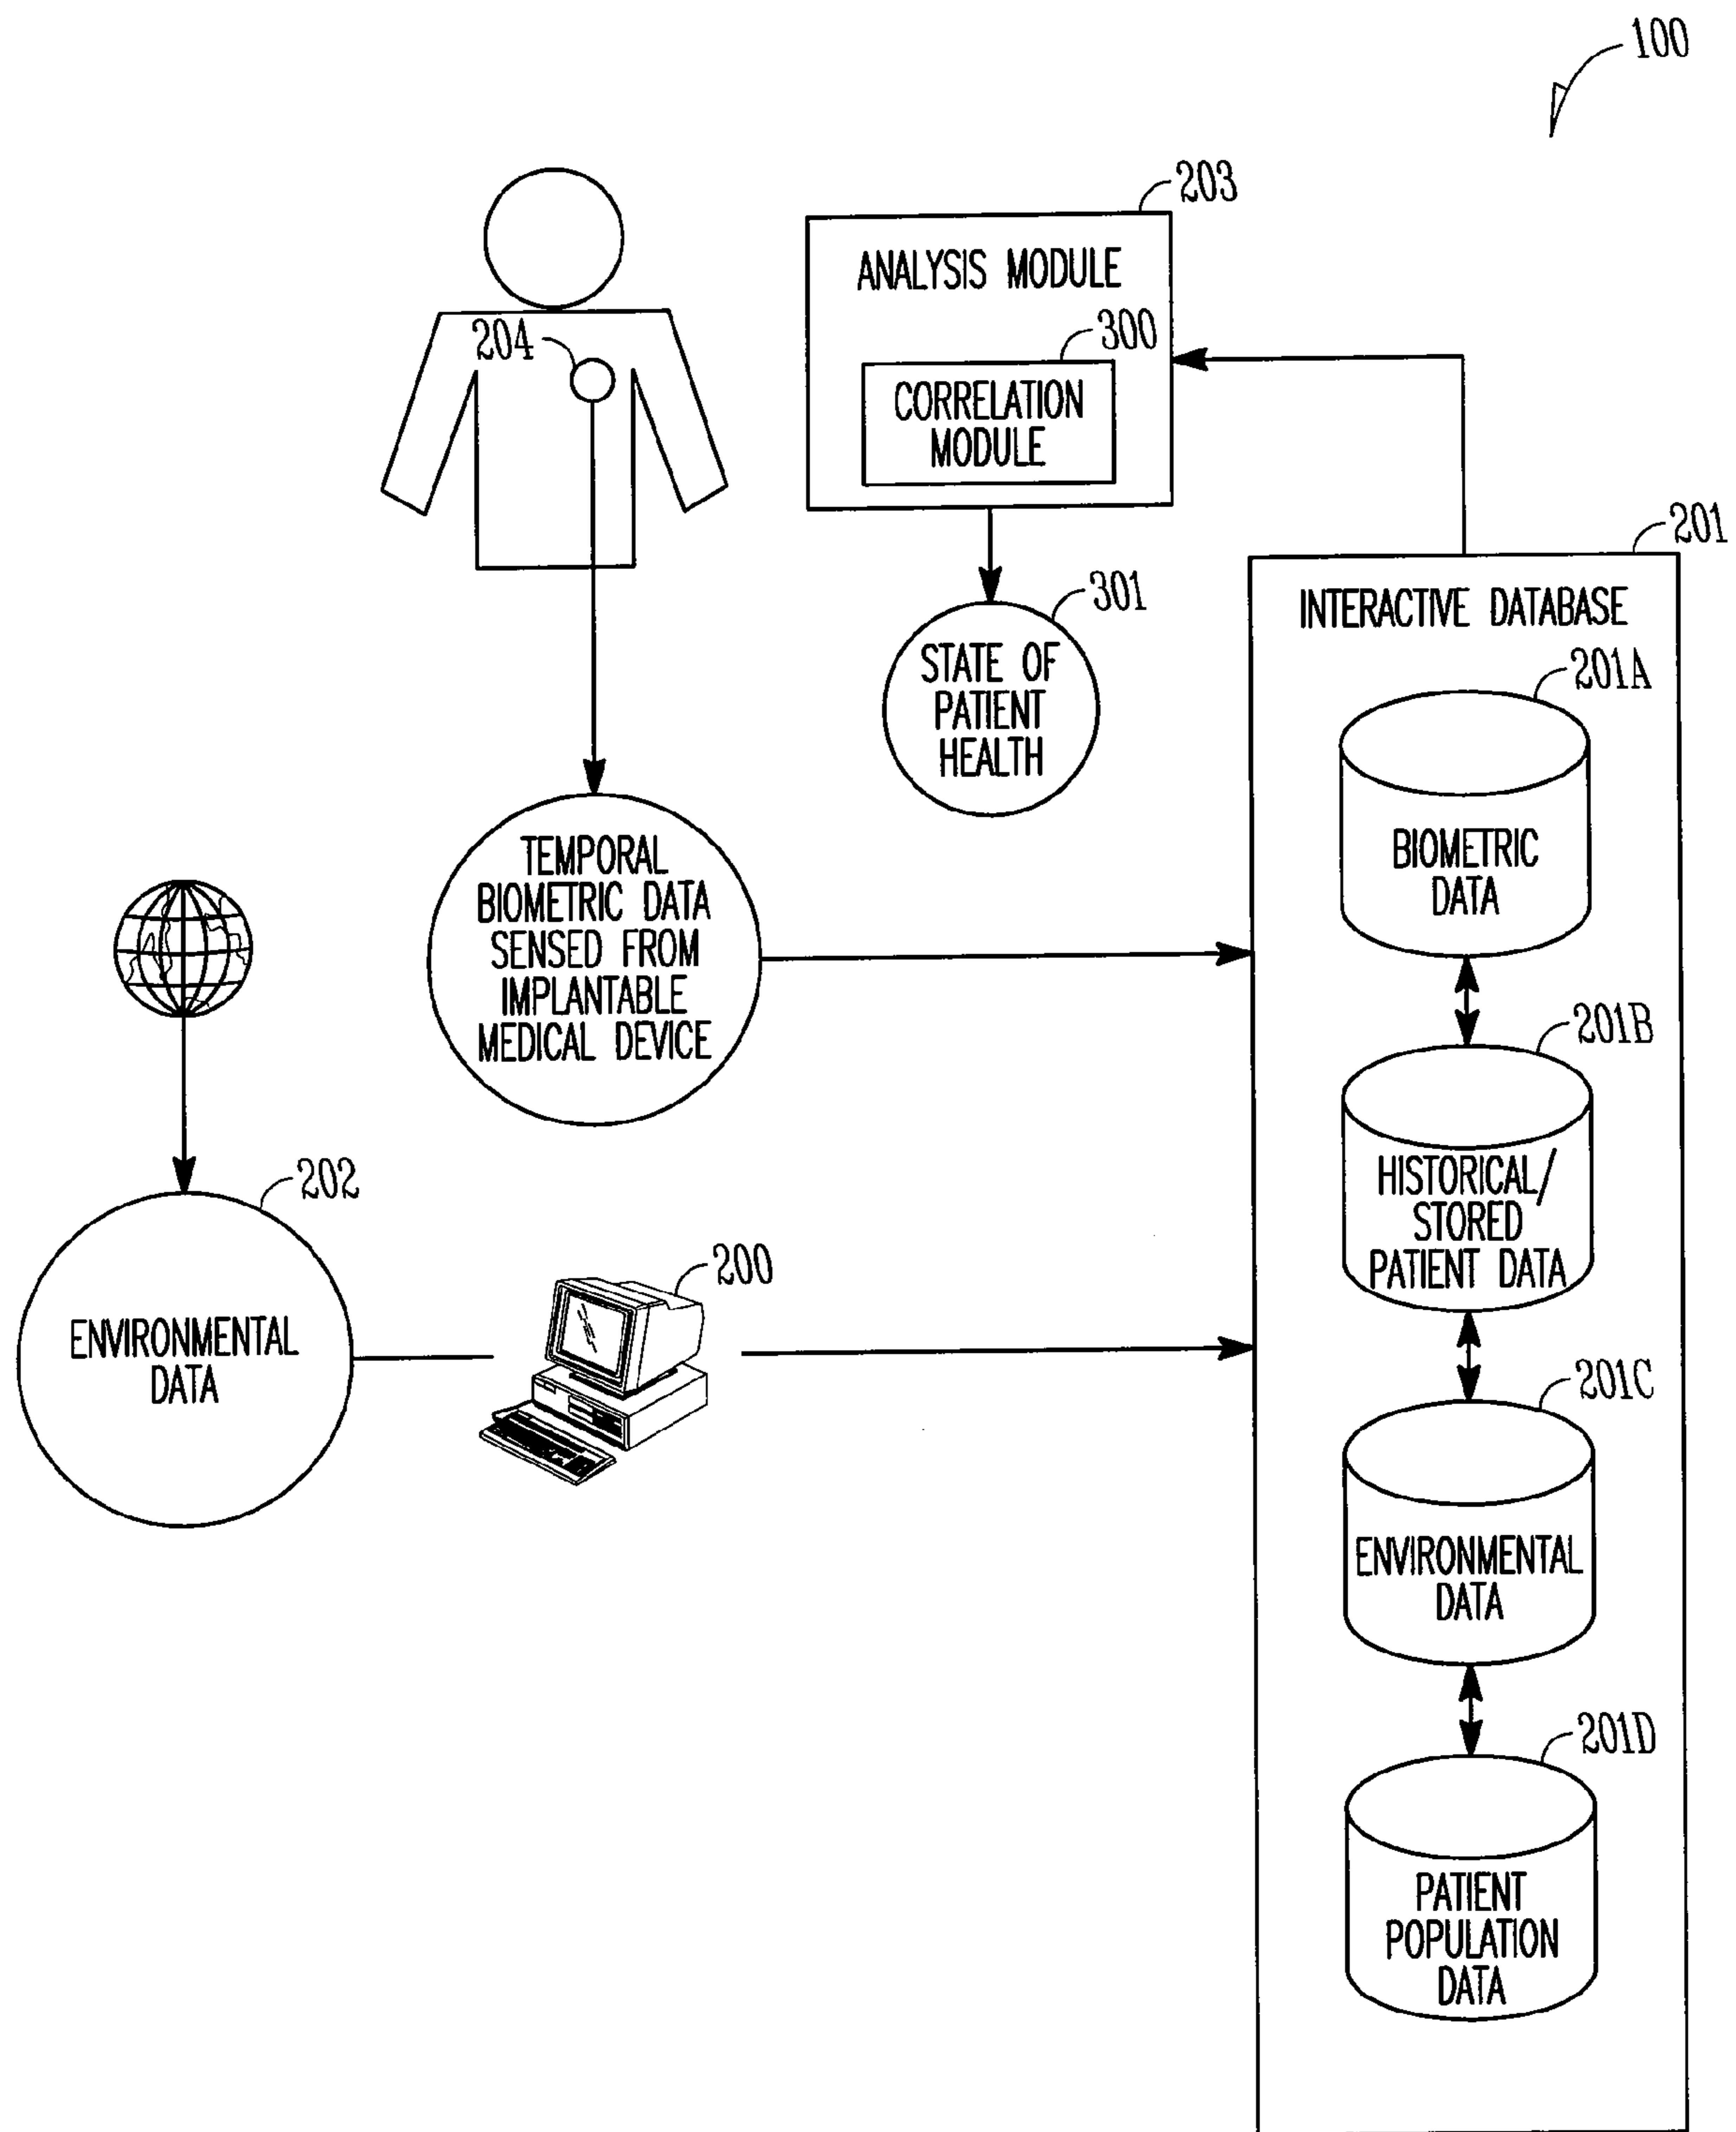 100
203
ANALYSIS MODULE
204
300
CORRELATION
MODULE
201
INTERACTIVE DATABASE
301
STATE OF
PATIENT
HEALTH
201A
BIOMETRIC
DATA
TEMPORAL
BIOMETRIC DATA
SENSED FROM
IMPLANTABLE
MEDICAL DEVICE
201B
HISTORICAL/
STORED
PATIENT DATA
202
ENVIRONMENTAL
DATA
200
201C
ENVIRONMENTAL
DATA
201D
PATIENT
POPULATION
DATA